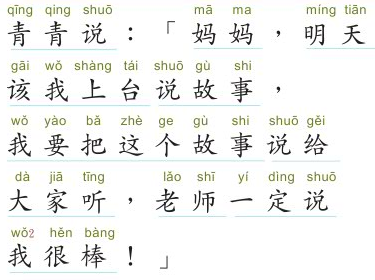 qīng qing shuō mā ma míng tiān
青青说：「妈妈，明天
gāi wǒ shàng tái shuō gù shi
该我上台说故事，
wǒ yào bǎ zhè ge gù shi shuō gěi
我要把这个故事说给
dà jiā tīng lǎo shī yí dìng shuō
大家听，老师一定说
wǒ2 hěn bàng
我很棒！」